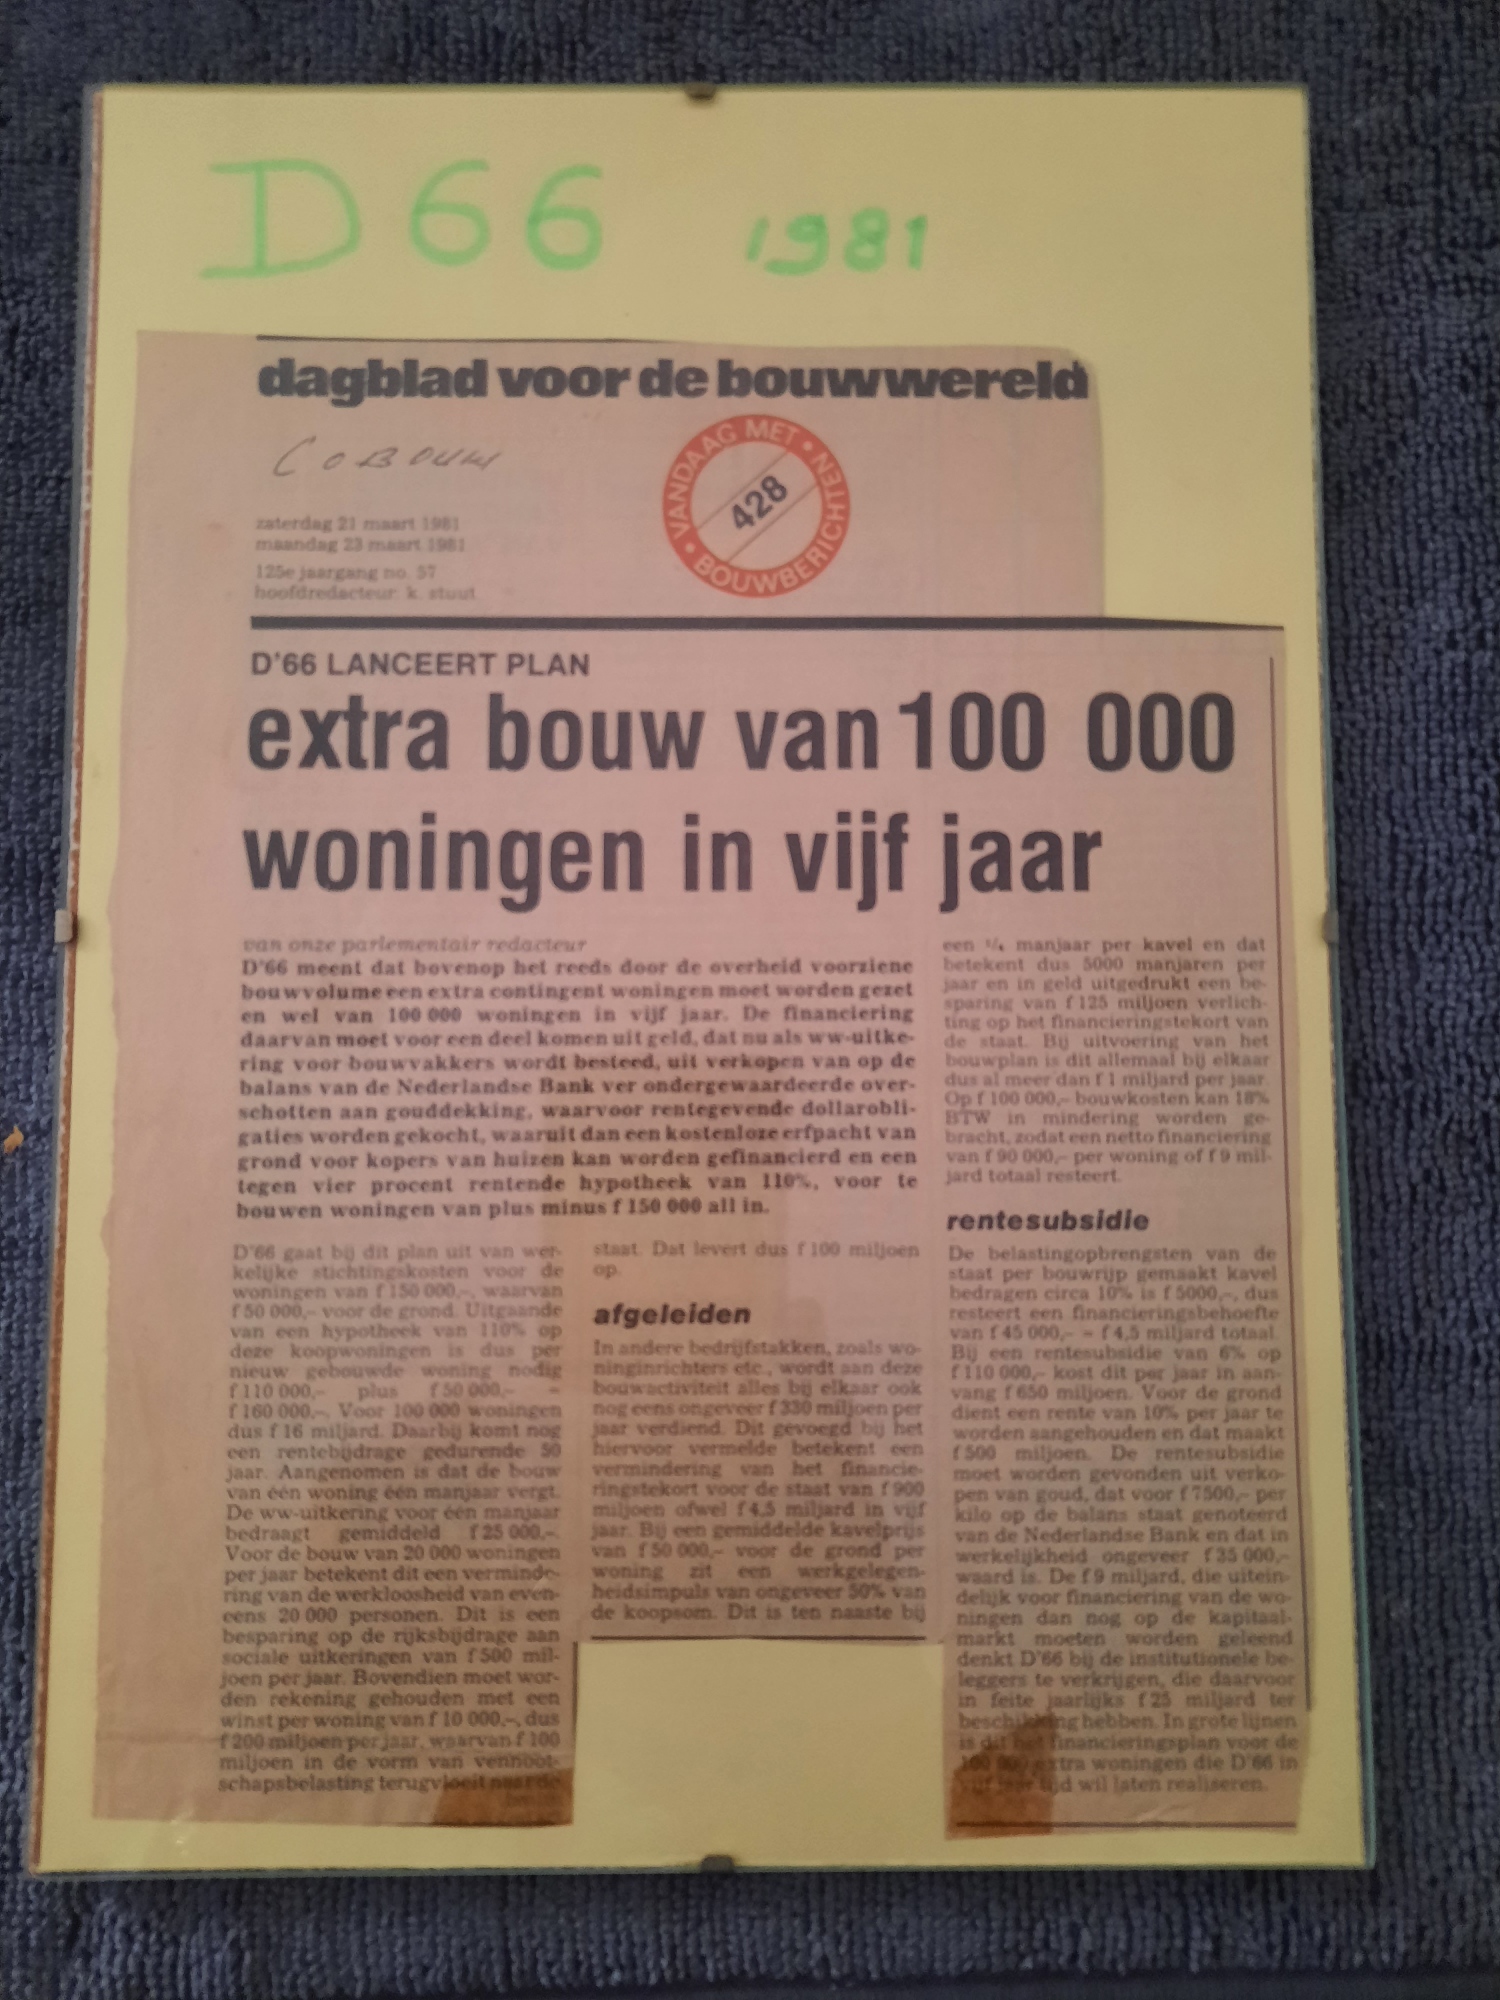 D66 1981
dagblad voor de bouwwereld
COBOUW
VANDAAG MET • BOUWBERICHTEN •
428
zaterdag 21 maart 1981
maandag 23 maart 1981
125e jaargang no. 57
hoofdredacteur: k. stuut
D'66 LANCEERT PLAN
extra bouw van 100 000
woningen in vijf jaar
van onze parlementair redacteur
D'66 meent dat bovenop het reeds door de overheid voorziene
bouwvolume een extra contingent woningen moet worden gezet
en wel van 100 000 woningen in vijf jaar. De financiering
daarvan moet voor een deel komen uit geld, dat nu als ww-uitke-
ring voor bouwvakkers wordt besteed, uit verkopen van op de
balans van de Nederlandse Bank ver ondergewaardeerde over-
schotten aan gouddekking, waarvoor rentegevende dollarobli-
gaties worden gekocht, waaruit dan een kostenloze erfpacht van
grond voor kopers van huizen kan worden gefinancierd en een
tegen vier procent rentende hypotheek van 110%, voor te
bouwen woningen van plus minus f 150 000 all in.
D'66 gaat bij dit plan uit van wer-
kelijke stichtingskosten voor de
woningen van f 150 000,-, waarvan
f 50 000,- voor de grond. Uitgaande
van een hypotheek van 110% op
deze koopwoningen is dus per
nieuw gebouwde woning nodig
f 110 000,- plus f 50 000,- =
f 160 000,-. Voor 100 000 woningen
dus f 16 miljard. Daarbij komt nog
een rentebijdrage gedurende 50
jaar. Aangenomen is dat de bouw
van één woning één manjaar vergt.
De ww-uitkering voor één manjaar
bedraagt gemiddeld f 25 000,-.
Voor de bouw van 20 000 woningen
per jaar betekent dit een verminde-
ring van de werkloosheid van even-
eens 20 000 personen. Dit is een
besparing op de rijksbijdrage aan
sociale uitkeringen van f 500 mil-
joen per jaar. Bovendien moet wor-
den rekening gehouden met een
winst per woning van f 10 000,-, dus
f 200 miljoen per jaar, waarvan f 100
miljoen in de vorm van vennoot-
schapsbelasting terugvloeit naar de
staat. Dat levert dus f 100 miljoen
op.
afgeleiden
In andere bedrijfstakken, zoals wo-
ninginrichters etc., wordt aan deze
bouwactiviteit alles bij elkaar ook
nog eens ongeveer f 330 miljoen per
jaar verdiend. Dit gevoegd bij het
hiervoor vermelde betekent een
vermindering van het financie-
ringstekort voor de staat van f 900
miljoen ofwel f 4,5 miljard in vijf
jaar. Bij een gemiddelde kavelprijs
van f 50 000,- voor de grond per
woning zit een werkgelegen-
heidsimpuls van ongeveer 50% van
de koopsom. Dit is ten naaste bij
een ¼ manjaar per kavel en dat
betekent dus 5000 manjaren per
jaar en in geld uitgedrukt een be-
sparing van f 125 miljoen verlich-
ting op het financieringstekort van
de staat. Bij uitvoering van het
bouwplan is dit allemaal bij elkaar
dus al meer dan f 1 miljard per jaar.
Op f 100 000,- bouwkosten kan 18%
BTW in mindering worden ge-
bracht, zodat een netto financiering
van f 90 000,- per woning of f 9 mil-
jard totaal resteert.
rentesubsidie
De belastingopbrengsten van de
staat per bouwrijp gemaakt kavel
bedragen circa 10% is f 5000,-, dus
resteert een financieringsbehoefte
van f 45 000,- = f 4,5 miljard totaal.
Bij een rentesubsidie van 6% op
f 110 000,- kost dit per jaar in aan-
vang f 650 miljoen. Voor de grond
dient een rente van 10% per jaar te
worden aangehouden en dat maakt
f 500 miljoen. De rentesubsidie
moet worden gevonden uit verko-
pen van goud, dat voor f 7500,- per
kilo op de balans staat genoteerd
van de Nederlandse Bank en dat in
werkelijkheid ongeveer f 35 000,-
waard is. De f 9 miljard, die uitein-
delijk voor financiering van de wo-
ningen dan nog op de kapitaal-
markt moeten worden geleend
denkt D'66 bij de institutionele be-
leggers te verkrijgen, die daarvoor
in feite jaarlijks f 25 miljard ter
beschikking hebben. In grote lijnen
is dit het financieringsplan voor de
100 000 extra woningen die D'66 in
vijf jaar tijd wil laten realiseren.